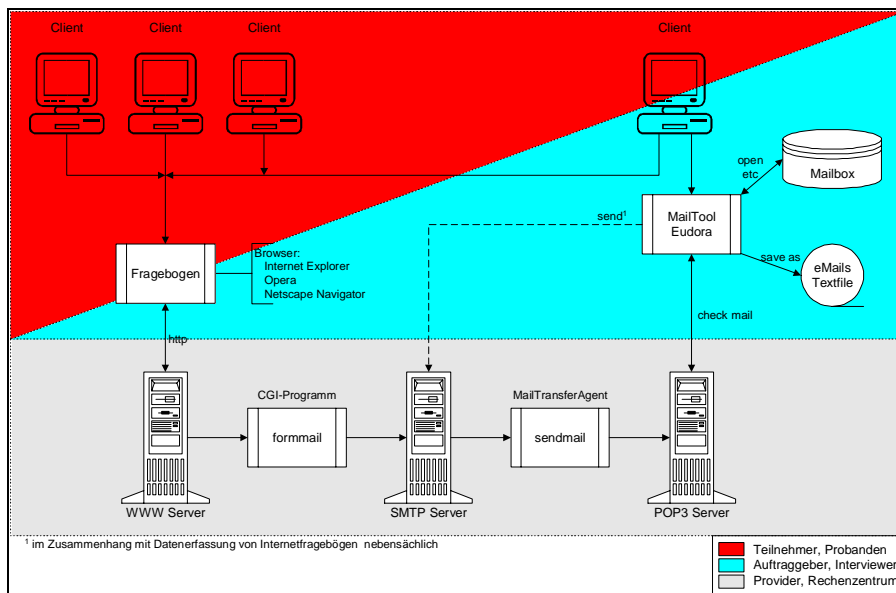 Client
Client
Client
Client
open
etc
Mailbox
send¹
MailTool
Eudora
save as
eMails
Textfile
Fragebogen
Browser:
Internet Explorer
Opera
Netscape Navigator
check mail
http
CGI-Programm
MailTransferAgent
formmail
sendmail
WWW Server
SMTP Server
POP3 Server
¹ im Zusammenhang mit Datenerfassung von Internetfragebögen nebensächlich
Teilnehmer, Probanden
Auftraggeber, Interviewer
Provider, Rechenzentrum